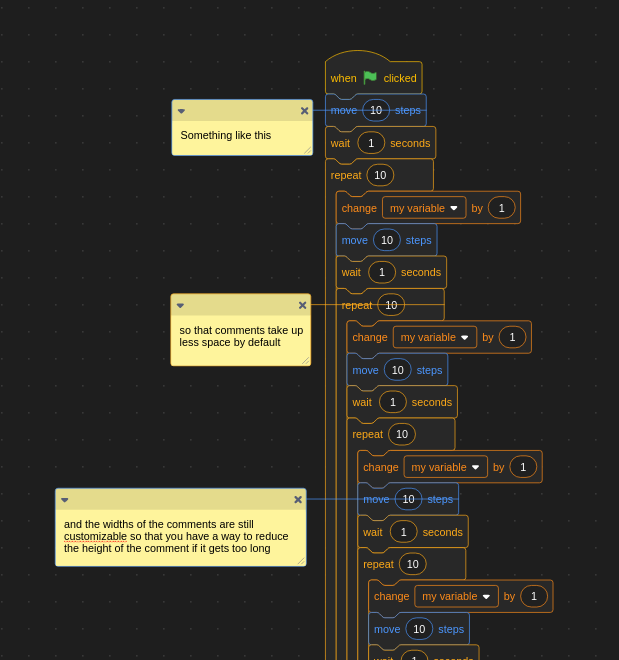 when clicked
move 10 steps
Something like this
wait 1 seconds
repeat 10
change my variable by 1
move 10 steps
wait 1 seconds
repeat 10
so that comments take up
less space by default
change my variable by 1
move 10 steps
wait 1 seconds
repeat 10
change my variable by 1
move 10 steps
and the widths of the comments are still
customizable so that you have a way to reduce
the height of the comment if it gets too long
wait 1 seconds
repeat 10
change my variable by 1
move 10 steps
wait 1 seconds